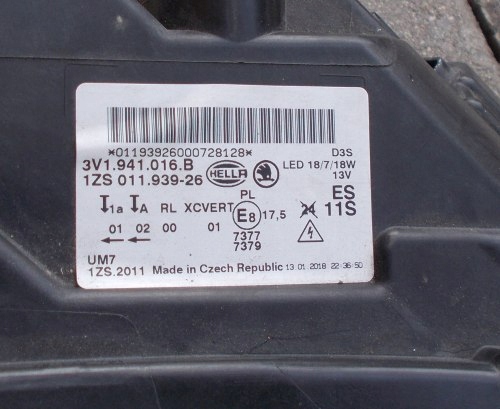 *01193926000728128*
D3S
3V1.941.016.B
HELLA
LED 18/7/18W
1ZS 011.939-26
13V
PL
ES
1a A RL XCVERT E8 17,5 24 11S
01 02 00 01 7377
7379
UM7
1ZS.2011 Made in Czech Republic 13 01 2018 22-36-50